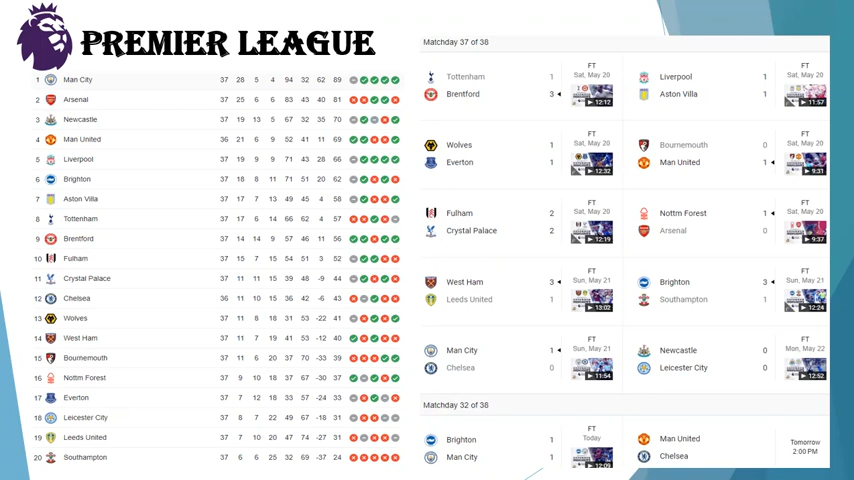 PREMIER LEAGUE
1 Man City 37 28 5 4 94 32 62 89
2 Arsenal 37 25 6 6 83 43 40 81
3 Newcastle 37 19 13 5 67 32 35 70
4 Man United 36 21 6 9 52 41 11 69
5 Liverpool 37 19 9 9 71 43 28 66
6 Brighton 37 18 8 11 71 51 20 62
7 Aston Villa 37 17 7 13 49 45 4 58
8 Tottenham 37 17 6 14 66 62 4 57
9 Brentford 37 14 14 9 57 46 11 56
10 Fulham 37 15 7 15 54 51 3 52
11 Crystal Palace 37 11 11 15 39 48 -9 44
12 Chelsea 36 11 10 15 36 42 -6 43
13 Wolves 37 11 8 18 31 53 -22 41
14 West Ham 37 11 7 19 41 53 -12 40
15 Bournemouth 37 11 6 20 37 70 -33 39
16 Nottm Forest 37 9 10 18 37 67 -30 37
17 Everton 37 7 12 18 33 57 -24 33
18 Leicester City 37 8 7 22 49 67 -18 31
19 Leeds United 37 7 10 20 47 74 -27 31
20 Southampton 37 6 6 25 32 69 -37 24
Matchday 37 of 38
FT FT
Tottenham 1 Sat, May 20 Liverpool 1 Sat, May 20
Brentford 3 12:12 Aston Villa 1 11:57
FT FT
Wolves 1 Sat, May 20 Bournemouth 0 Sat, May 20
Everton 1 12:32 Man United 1 9:31
FT FT
Fulham 2 Sat, May 20 Nottm Forest 1 Sat, May 20
Crystal Palace 2 12:19 Arsenal 0 9:37
FT FT
West Ham 3 Sun, May 21 Brighton 3 Sun, May 21
Leeds United 1 13:02 Southampton 1 12:24
FT FT
Man City 1 Sun, May 21 Newcastle 0 Mon, May 22
Chelsea 0 11:54 Leicester City 0 12:52
Matchday 32 of 38
FT
Brighton 1 Today Man United Tomorrow
Man City 1 12:09 Chelsea 2:00 PM